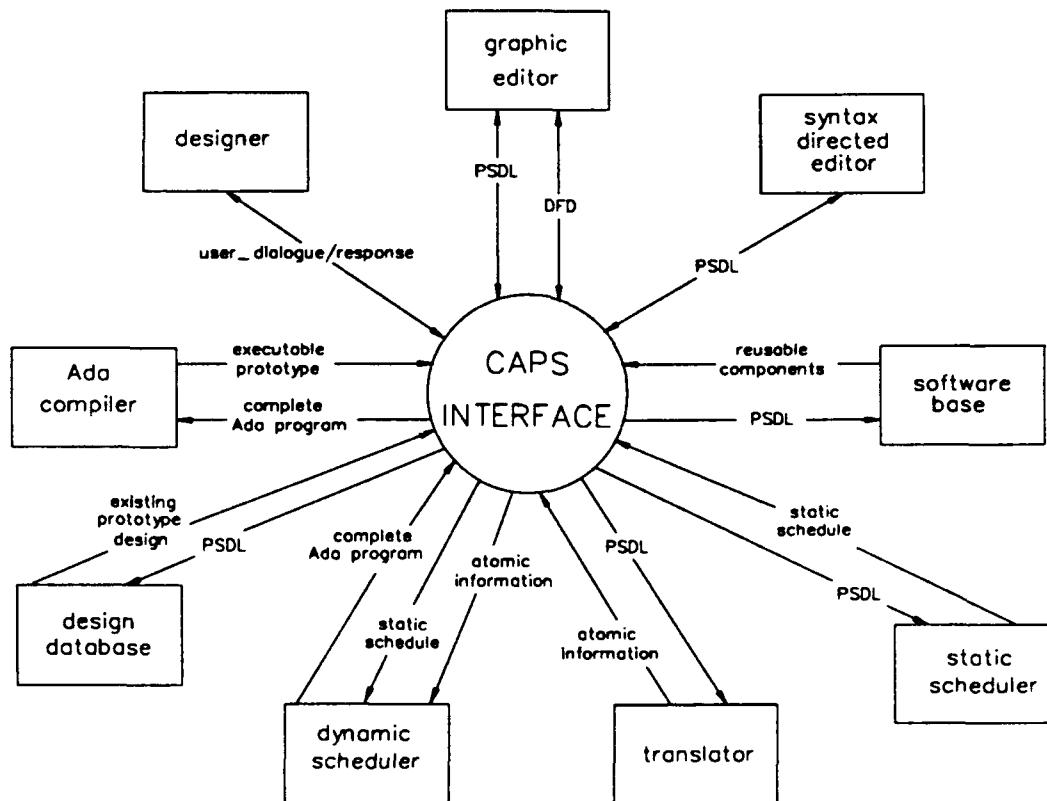 graphic
editor
designer
syntax
directed
editor
PSDL
DFD
user_dialogue/response
PSDL
Ada
compiler
executable
prototype
complete
Ada program
CAPS
INTERFACE
reusable
components
PSDL
software
base
existing
prototype
design
PSDL
complete
Ada program
atomic
information
PSDL
static
schedule
design
database
static
schedule
atomic
information
PSDL
static
scheduler
dynamic
scheduler
translator